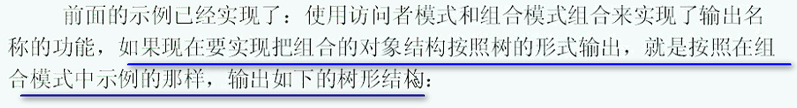 前面的示例已经实现了：使用访问者模式和组合模式组合来实现了输出名
称的功能，如果现在要实现把组合的对象结构按照树的形式输出，就是按照在组
合模式中示例的那样，输出如下的树形结构：